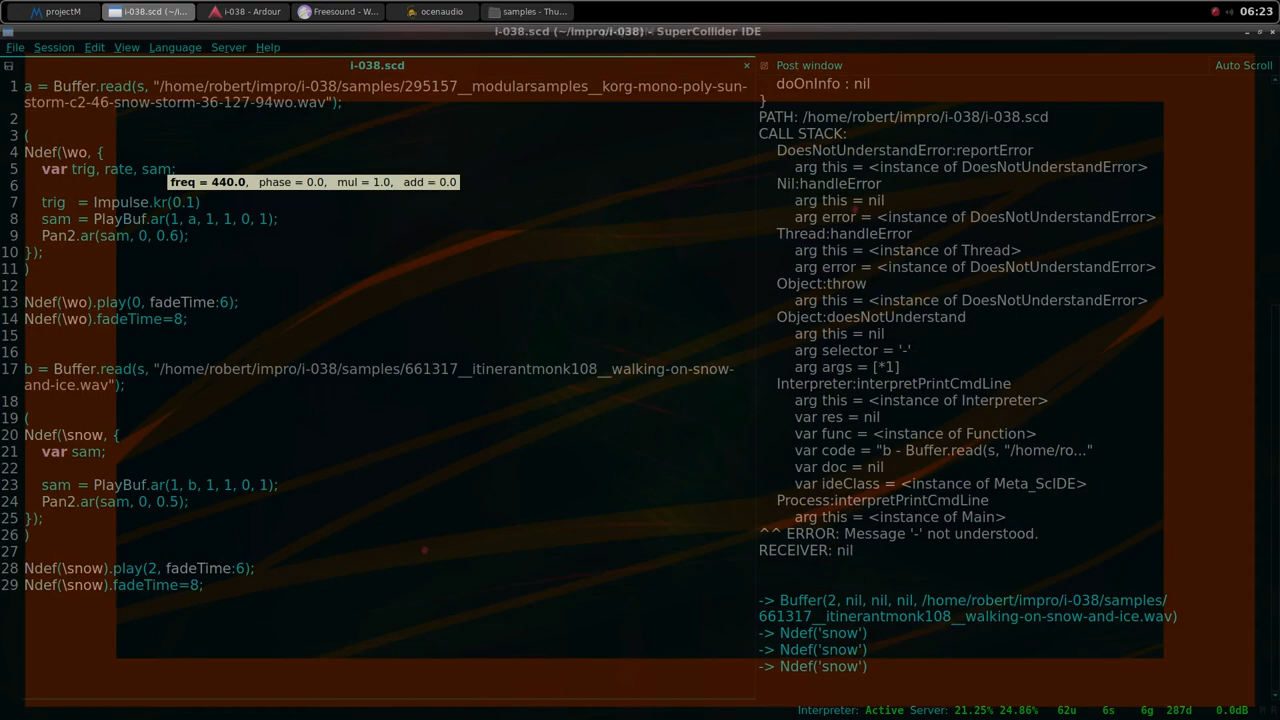 projectM
i-038.scd (~/i...
i-038 - Ardour
Freesound - W...
ocenaudio
samples - Thu...
06:23
i-038.scd (~/impro/i-038) - SuperCollider IDE
File Session Edit View Language Server Help
i-038.scd
Post window
Auto Scroll
1 a = Buffer.read(s, "/home/robert/impro/i-038/samples/295157__modularsamples__korg-mono-poly-sun-
storm-c2-46-snow-storm-36-127-94wo.wav");
2
3 (
4 Ndef(\wo, {
5 var trig, rate, sam;
freq = 440.0, phase = 0.0, mul = 1.0, add = 0.0
6
7 trig = Impulse.kr(0.1)
8 sam = PlayBuf.ar(1, a, 1, 1, 0, 1);
9 Pan2.ar(sam, 0, 0.6);
10 });
11 )
12
13 Ndef(\wo).play(0, fadeTime:6);
14 Ndef(\wo).fadeTime=8;
15
16
17 b = Buffer.read(s, "/home/robert/impro/i-038/samples/661317__itinerantmonk108__walking-on-snow-
and-ice.wav");
18
19 (
20 Ndef(\snow, {
21 var sam;
22
23 sam = PlayBuf.ar(1, b, 1, 1, 0, 1);
24 Pan2.ar(sam, 0, 0.5);
25 });
26 )
27
28 Ndef(\snow).play(2, fadeTime:6);
29 Ndef(\snow).fadeTime=8;
doOnInfo : nil
}
PATH: /home/robert/impro/i-038/i-038.scd
CALL STACK:
DoesNotUnderstandError:reportError
arg this = <instance of DoesNotUnderstandError>
Nil:handleError
arg this = nil
arg error = <instance of DoesNotUnderstandError>
Thread:handleError
arg this = <instance of Thread>
arg error = <instance of DoesNotUnderstandError>
Object:throw
arg this = <instance of DoesNotUnderstandError>
Object:doesNotUnderstand
arg this = nil
arg selector = '-'
arg args = [*1]
Interpreter:interpretPrintCmdLine
arg this = <instance of Interpreter>
var res = nil
var func = <instance of Function>
var code = "b - Buffer.read(s, "/home/ro..."
var doc = nil
var ideClass = <instance of Meta_ScIDE>
Process:interpretPrintCmdLine
arg this = <instance of Main>
^^ ERROR: Message '-' not understood.
RECEIVER: nil
-> Buffer(2, nil, nil, nil, /home/robert/impro/i-038/samples/
661317__itinerantmonk108__walking-on-snow-and-ice.wav)
-> Ndef('snow')
-> Ndef('snow')
-> Ndef('snow')
Interpreter: Active Server: 21.25% 24.86% 62u 6s 6g 287d 0.0dB